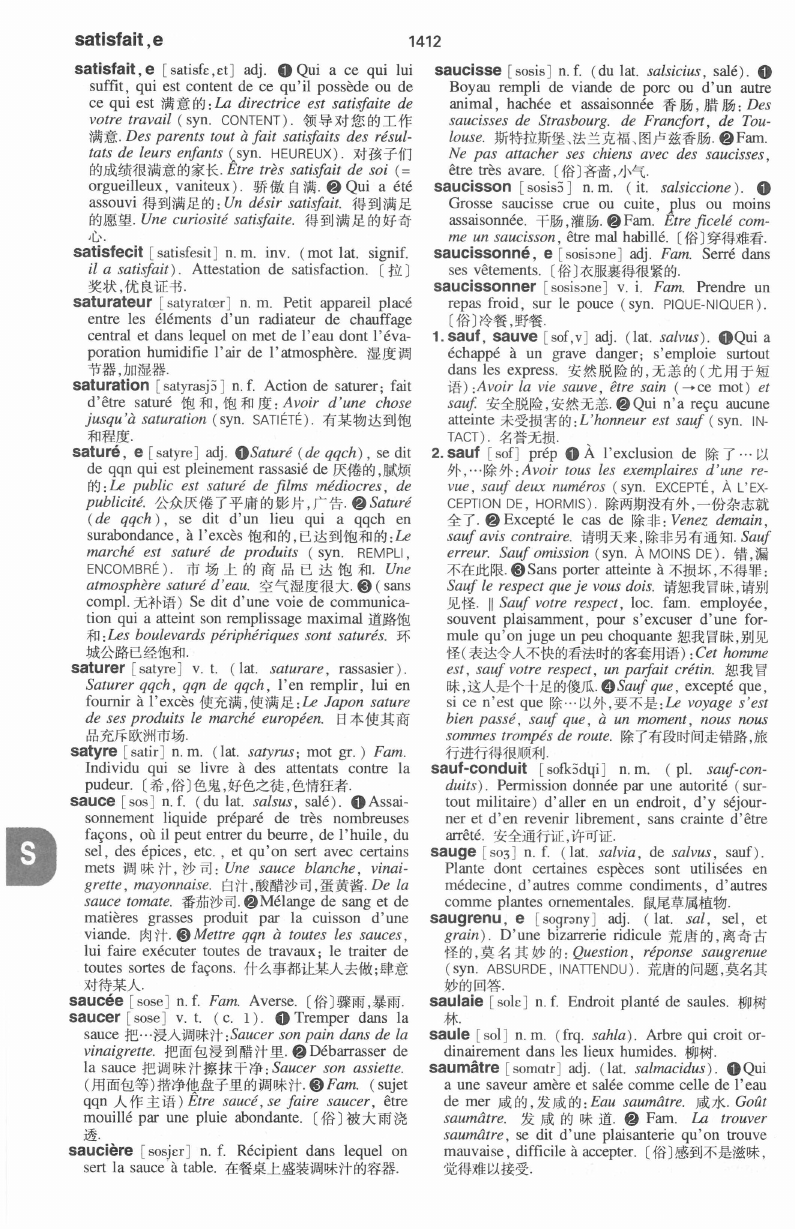 satisfait,e
1412
satisfait, e [satisfɛ,ɛt] adj. ❶ Qui a ce qui lui
suffit, qui est content de ce qu'il possède ou de
ce qui est 满意的:La directrice est satisfaite de
votre travail (syn. CONTENT). 领导对您的工作
满意. Des parents tout à fait satisfaits des résul-
tats de leurs enfants (syn. HEUREUX). 对孩子们
的成绩很满意的家长. Être très satisfait de soi (=
orgueilleux, vaniteux). 骄傲自满. ❷ Qui a été
assouvi 得到满足的:Un désir satisfait. 得到满足
的愿望. Une curiosité satisfaite. 得到满足的好奇
心.
satisfecit [satisfesit] n. m. inv. (mot lat. signif.
il a satisfait). Attestation de satisfaction. 〔拉〕
奖状,优良证书.
saturateur [satyratœr] n. m. Petit appareil placé
entre les éléments d'un radiateur de chauffage
central et dans lequel on met de l'eau dont l'éva-
poration humidifie l'air de l'atmosphère. 湿度调
节器,加湿器.
saturation [satyrasjɔ̃] n. f. Action de saturer; fait
d'être saturé 饱和,饱和度: Avoir d'une chose
jusqu'à saturation (syn. SATIÉTÉ). 有某物达到饱
和程度.
saturé, e [satyre] adj. ❶Saturé (de qqch), se dit
de qqn qui est pleinement rassasié de 厌倦的,腻烦
的:Le public est saturé de films médiocres, de
publicité. 公众厌倦了平庸的影片,广告. ❷ Saturé
(de qqch), se dit d'un lieu qui a qqch en
surabondance, à l'excès 饱和的,已达到饱和的:Le
marché est saturé de produits (syn. REMPLI,
ENCOMBRÉ). 市场上的商品已达饱和. Une
atmosphère saturé d'eau. 空气湿度很大. ❸ (sans
compl. 无补语) Se dit d'une voie de communica-
tion qui a atteint son remplissage maximal 道路饱
和:Les boulevards périphériques sont saturés. 环
城公路已经饱和.
saturer [satyre] v. t. (lat. saturare, rassasier).
Saturer qqch, qqn de qqch, l'en remplir, lui en
fournir à l'excès 使充满,使满足:Le Japon sature
de ses produits le marché européen. 日本使其商
品充斥欧洲市场.
satyre [satir] n. m. (lat. satyrus; mot gr.) Fam.
Individu qui se livre à des attentats contre la
pudeur. 〔希,俗〕色鬼,好色之徒,色情狂者.
sauce [sos] n. f. (du lat. salsus, salé). ❶ Assai-
sonnement liquide préparé de très nombreuses
façons, où il peut entrer du beurre, de l'huile, du
sel, des épices, etc., et qu'on sert avec certains
mets 调味汁,沙司: Une sauce blanche, vinai-
grette, mayonnaise. 白汁,酸醋沙司,蛋黄酱. De la
sauce tomate. 番茄沙司. ❷Mélange de sang et de
matières grasses produit par la cuisson d'une
viande. 肉汁. ❸ Mettre qqn à toutes les sauces,
lui faire exécuter toutes de travaux; le traiter de
toutes sortes de façons. 什么事都让某人去做;肆意
对待某人.
saucée [sose] n. f. Fam. Averse. 〔俗〕骤雨,暴雨.
saucer [sose] v. t. (c. 1). ❶ Tremper dans la
sauce 把…浸入调味汁:Saucer son pain dans de la
vinaigrette. 把面包浸到醋汁里. ❷Débarrasser de
la sauce 把调味汁擦抹干净: Saucer son assiette.
(用面包等)揩净他盘子里的调味汁. ❸ Fam. (sujet
qqn 人作主语) Être saucé, se faire saucer, être
mouillé par une pluie abondante. 〔俗〕被大雨浇
透.
saucière [sosjɛr] n. f. Récipient dans lequel on
sert la sauce à table. 在餐桌上盛装调味汁的容器.
S
saucisse [sosis] n. f. (du lat. salsicius, salé). ❶
Boyau rempli de viande de porc ou d'un autre
animal, hachée et assaisonnée 香肠,腊肠: Des
saucisses de Strasbourg. de Francfort, de Tou-
louse. 斯特拉斯堡、法兰克福、图卢兹香肠. ❷Fam.
Ne pas attacher ses chiens avec des saucisses,
être très avare. 〔俗〕吝啬,小气.
saucisson [sosisɔ̃] n. m. (it. salsiccione). ❶
Grosse saucisse crue ou cuite, plus ou moins
assaisonnée. 干肠,灌肠. ❷ Fam. Être ficelé com-
me un saucisson, être mal habillé. 〔俗〕穿得难看.
saucissonné, e [sosisɔne] adj. Fam. Serré dans
ses vêtements. 〔俗〕衣服裹得很紧的.
saucissonner [sosisɔne] v. i. Fam. Prendre un
repas froid, sur le pouce (syn. PIQUE-NIQUER).
〔俗〕冷餐,野餐.
1. sauf, sauve [sof,v] adj. (lat. salvus). ❶Qui a
échappé à un grave danger; s'emploie surtout
dans les express. 安然脱险的,无恙的(尤用于短
语):Avoir la vie sauve, être sain (→ce mot) et
sauf. 安全脱险,安然无恙. ❷ Qui n'a reçu aucune
atteinte 未受损害的:L'honneur est sauf (syn. IN-
TACT). 名誉无损.
2. sauf [sof] prép ❶ À l'exclusion de 除了…以
外,…除外:Avoir tous les exemplaires d'une re-
vue, sauf deux numéros (syn. EXCEPTÉ, À L'EX-
CEPTION DE, HORMIS). 除两期没有外,一份杂志就
全了. ❷ Excepté le cas de 除非: Venez demain,
sauf avis contraire. 请明天来,除非另有通知. Sauf
erreur. Sauf omission (syn. À MOINS DE). 错,漏
不在此限. ❸Sans porter atteinte à 不损坏,不得罪:
Sauf le respect que je vous dois. 请恕我冒昧,请别
见怪. ‖ Sauf votre respect, loc. fam. employée,
souvent plaisamment, pour s'excuser d'une for-
mule qu'on juge un peu choquante 恕我冒昧,别见
怪(表达令人不快的看法时的客套用语):Cet homme
est, sauf votre respect, un parfait crétin. 恕我冒
昧,这人是个十足的傻瓜. ❹Sauf que, excepté que,
si ce n'est que 除…以外,要不是:Le voyage s'est
bien passé, sauf que, à un moment, nous nous
sommes trompés de route. 除了有段时间走错路,旅
行进行得很顺利.
sauf-conduit [sofkɔ̃dɥi] n. m. ( pl. sauf-con-
duits). Permission donnée par une autorité (sur-
tout militaire) d'aller en un endroit, d'y séjour-
ner et d'en revenir librement, sans crainte d'être
arrêté. 安全通行证,许可证.
sauge [soʒ] n. f. (lat. salvia, de salvus, sauf).
Plante dont certaines espèces sont utilisées en
médecine, d'autres comme condiments, d'autres
comme plantes ornementales. 鼠尾草属植物.
saugrenu, e [sogrəny] adj. (lat. sal, sel, et
grain). D'une bizarrerie ridicule 荒唐的,离奇古
怪的,莫名其妙的: Question, réponse saugrenue
(syn. ABSURDE, INATTENDU). 荒唐的问题,莫名其
妙的回答.
saulaie [solɛ] n. f. Endroit planté de saules. 柳树
林.
saule [sol] n. m. (frq. sahla). Arbre qui croit or-
dinairement dans les lieux humides. 柳树.
saumâtre [somɑtr] adj. (lat. salmacidus). ❶Qui
a une saveur amère et salée comme celle de l'eau
de mer 咸的,发咸的: Eau saumâtre. 咸水. Goût
saumâtre. 发咸的味道. ❷ Fam. La trouver
saumâtre, se dit d'une plaisanterie qu'on trouve
mauvaise, difficile à accepter. 〔俗〕感到不是滋味,
觉得难以接受.